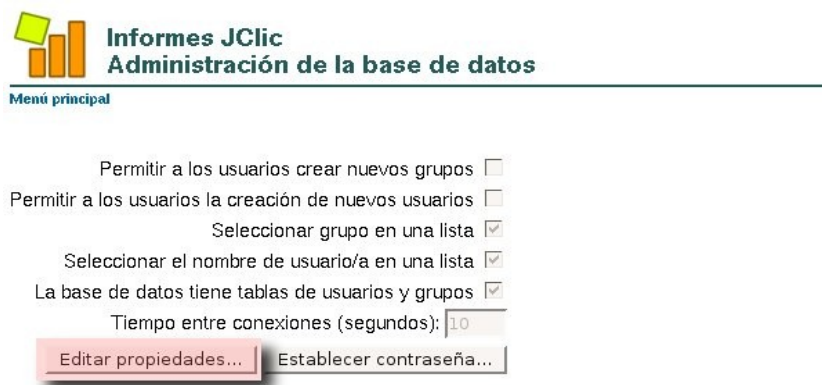 Informes JClic
Administración de la base de datos
Menú principal
Permitir a los usuarios crear nuevos grupos
Permitir a los usuarios la creación de nuevos usuarios
Seleccionar grupo en una lista
Seleccionar el nombre de usuario/a en una lista
La base de datos tiene tablas de usuarios y grupos
Tiempo entre conexiones (segundos): 10
Editar propiedades... Establecer contraseña...